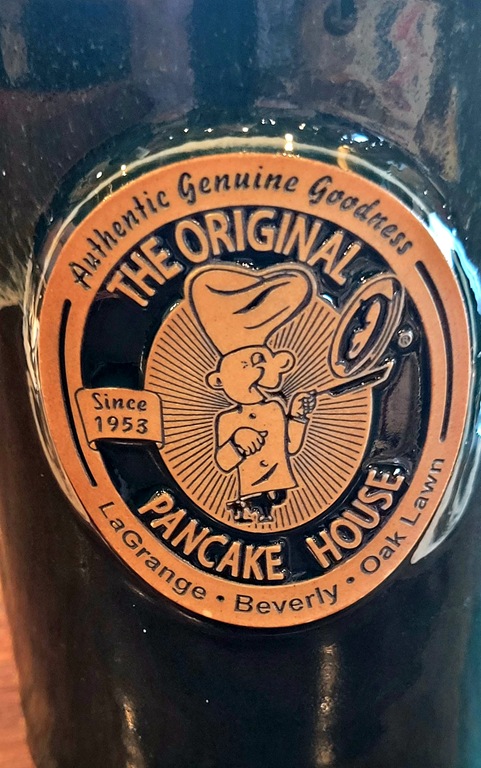 Authentic Genuine Goodness
THE ORIGINAL
®
Since
1953
PANCAKE HOUSE
LaGrange • Beverly • Oak Lawn